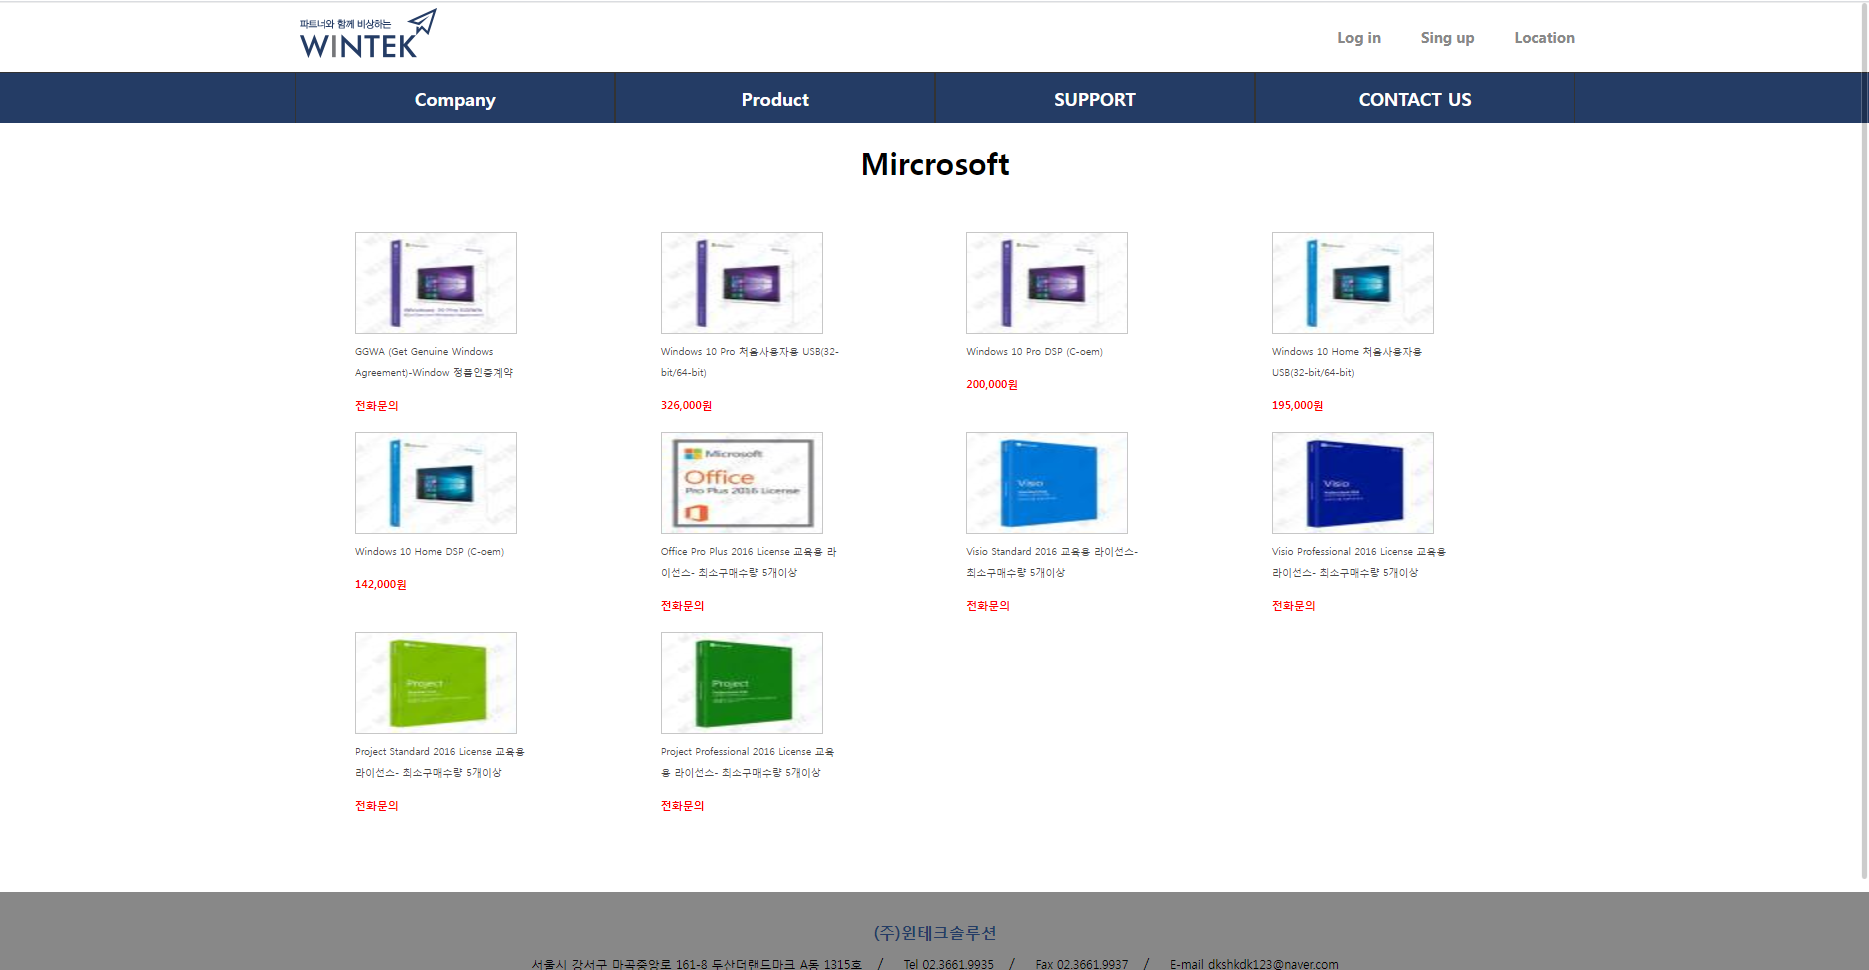 파트너와 함께 비상하는
WINTEK
Log in
Sing up
Location
Company
Product
SUPPORT
CONTACT US
Mircrosoft
GGWA (Get Genuine Windows
Agreement)-Window 정품인증계약
전화문의
Windows 10 Pro 처음사용자용 USB(32-
bit/64-bit)
326,000원
Windows 10 Pro DSP (C-oem)
200,000원
Windows 10 Home 처음사용자용
USB(32-bit/64-bit)
195,000원
Windows 10 Home DSP (C-oem)
142,000원
Microsoft
Office
Pro Plus 2016 License
Office Pro Plus 2016 License 교육용 라
이선스- 최소구매수량 5개이상
전화문의
Visio
Visio Standard 2016 교육용 라이선스-
최소구매수량 5개이상
전화문의
Visio
Visio Professional 2016 License 교육용
라이선스- 최소구매수량 5개이상
전화문의
Project
Project Standard 2016 License 교육용
라이선스- 최소구매수량 5개이상
전화문의
Project
Project Professional 2016 License 교육
용 라이선스- 최소구매수량 5개이상
전화문의
(주)윈테크솔루션
서울시 강서구 마곡중앙로 161-8 두산더랜드마크 A동 1315호 / Tel 02.3661.9935 / Fax 02.3661.9937 / E-mail dkshkdk123@naver.com